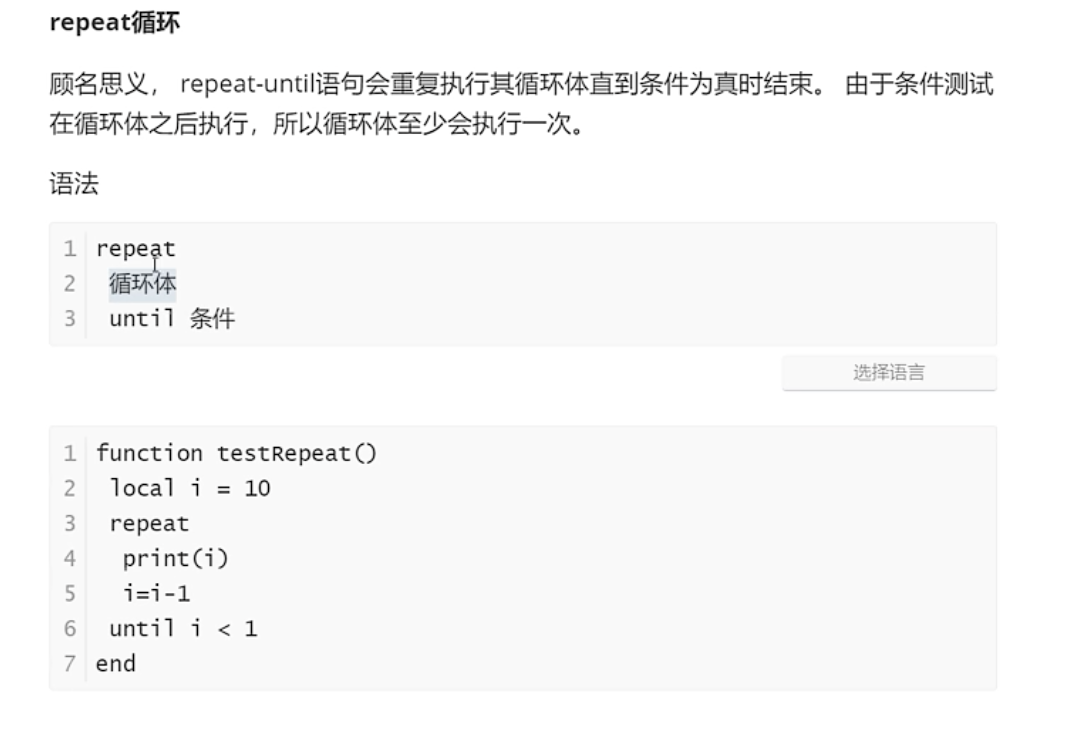 repeat循环
顾名思义， repeat-until语句会重复执行其循环体直到条件为真时结束。 由于条件测试
在循环体之后执行，所以循环体至少会执行一次。
语法
1 repeat
2  循环体
3  until 条件
选择语言
1 function testRepeat()
2  local i = 10
3  repeat
4   print(i)
5   i=i-1
6  until i < 1
7 end